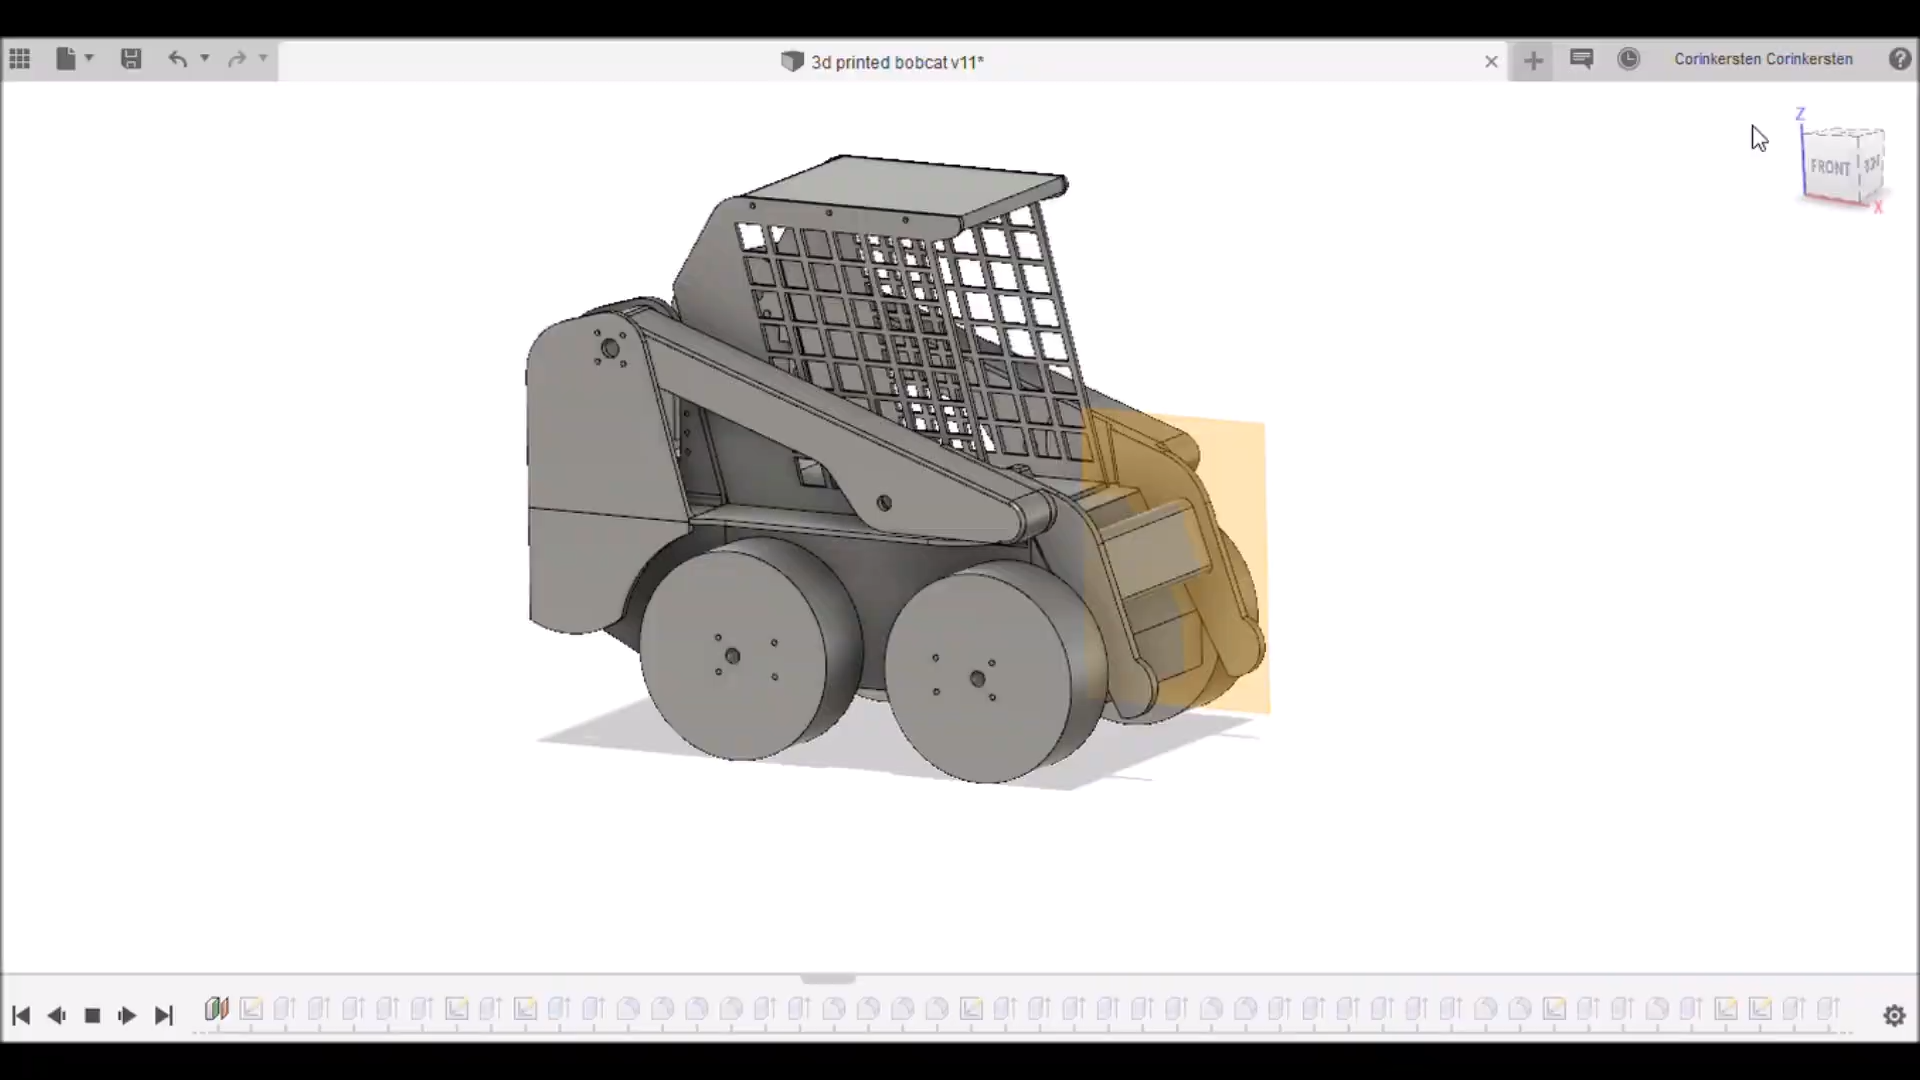 3d printed bobcat v11*
Corinkersten Corinkersten
Z
FRONT
X